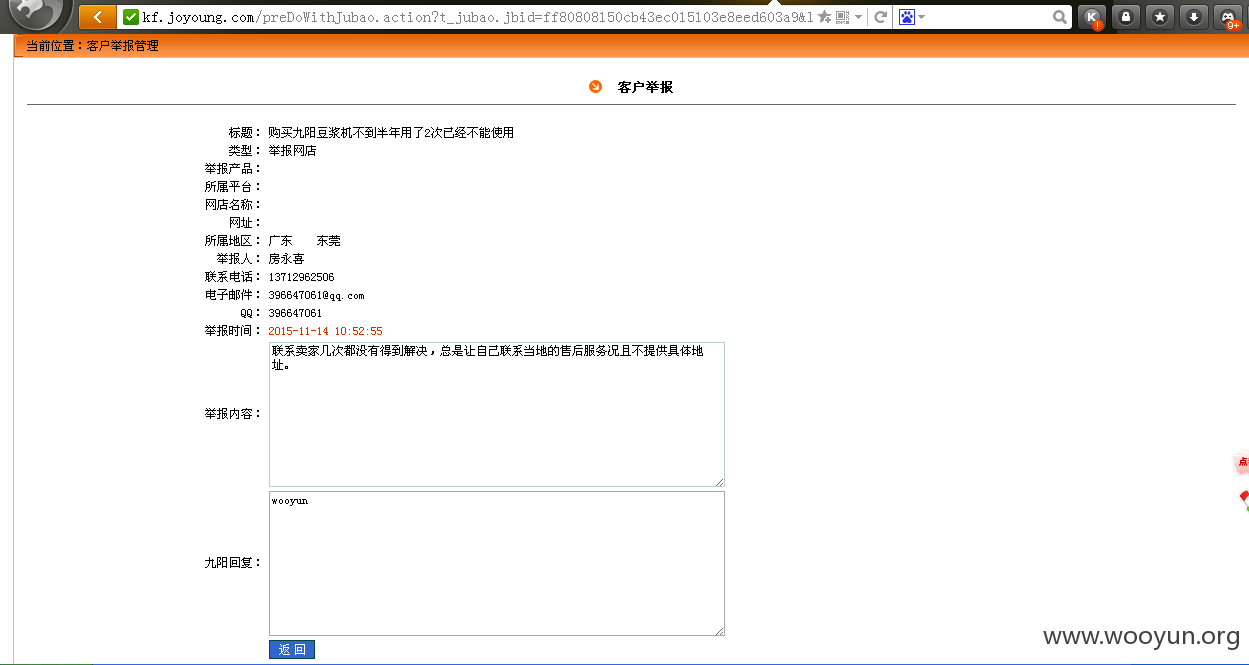 kf.joyoung.com/preDoWithJubao.action?t_jubao.jbid=ff80808150cb43ec015103e8eed603a9&l
K
9+
当前位置：客户举报管理
客户举报
标题： 购买九阳豆浆机不到半年用了2次已经不能使用
类型： 举报网店
举报产品：
所属平台：
网店名称：
网址：
所属地区： 广东 东莞
举报人： 房永喜
联系电话： 13712962506
电子邮件： 396647061@qq.com
QQ： 396647061
举报时间： 2015-11-14 10:52:55
举报内容：
联系卖家几次都没有得到解决，总是让自己联系当地的售后服务况且不提供具体地
址。
九阳回复：
wooyun
返 回
www.wooyun.org